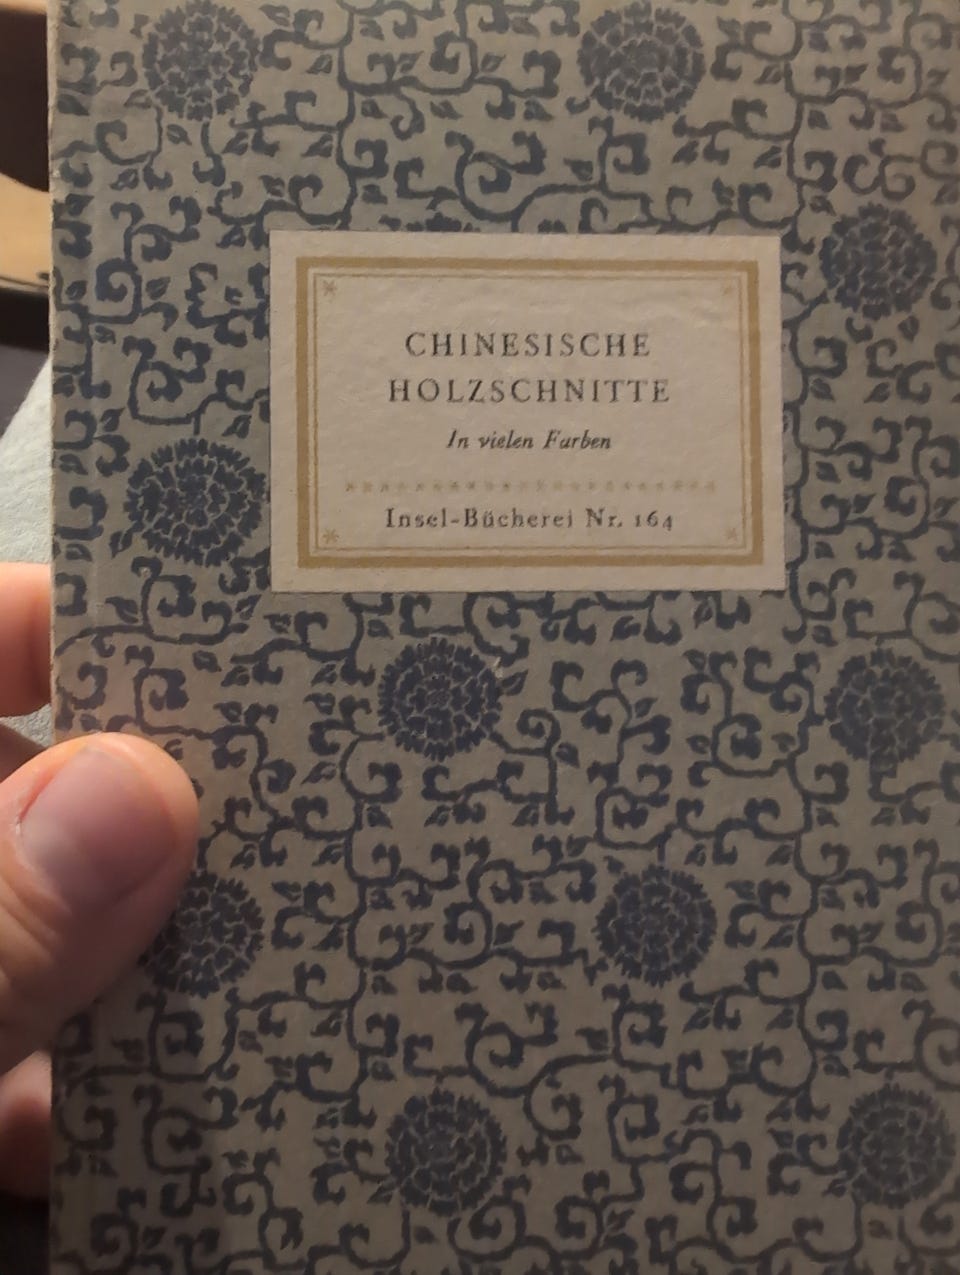 CHINESISCHE
HOLZSCHNITTE
In vielen Farben
Insel-Bücherei Nr. 164